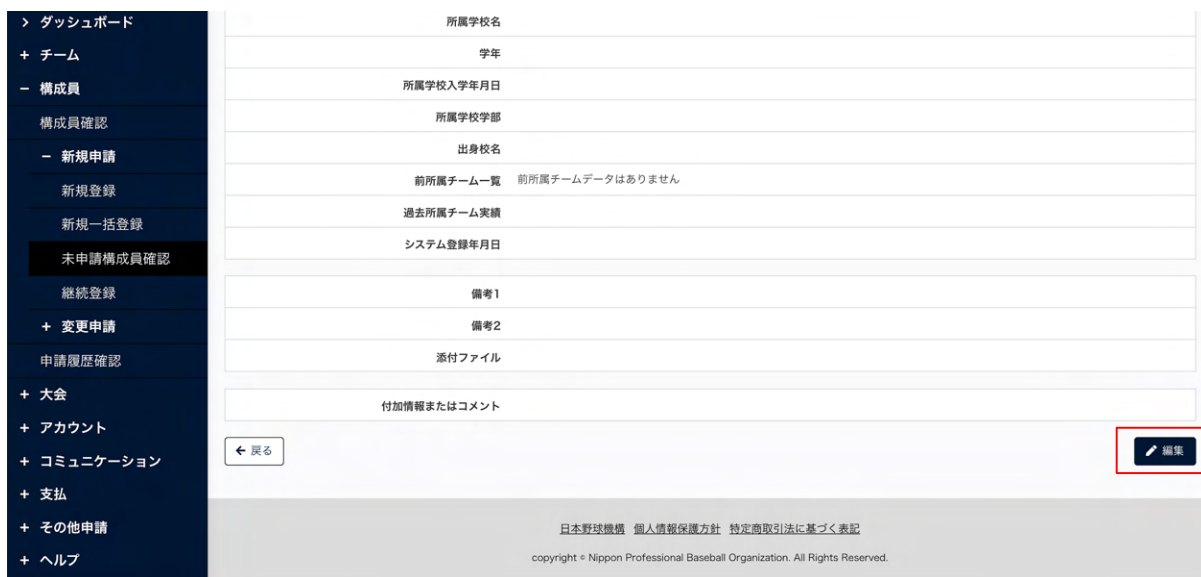 > ダッシュボード
+ チーム
− 構成員
構成員確認
− 新規申請
新規登録
新規一括登録
未申請構成員確認
継続登録
+ 変更申請
申請履歴確認
+ 大会
+ アカウント
+ コミュニケーション
+ 支払
+ その他申請
+ ヘルプ
所属学校名
学年
所属学校入学年月日
所属学校学部
出身校名
前所属チーム一覧 前所属チームデータはありません
過去所属チーム実績
システム登録年月日
備考1
備考2
添付ファイル
付加情報またはコメント
← 戻る
編集
日本野球機構 個人情報保護方針 特定商取引法に基づく表記
copyright © Nippon Professional Baseball Organization. All Rights Reserved.